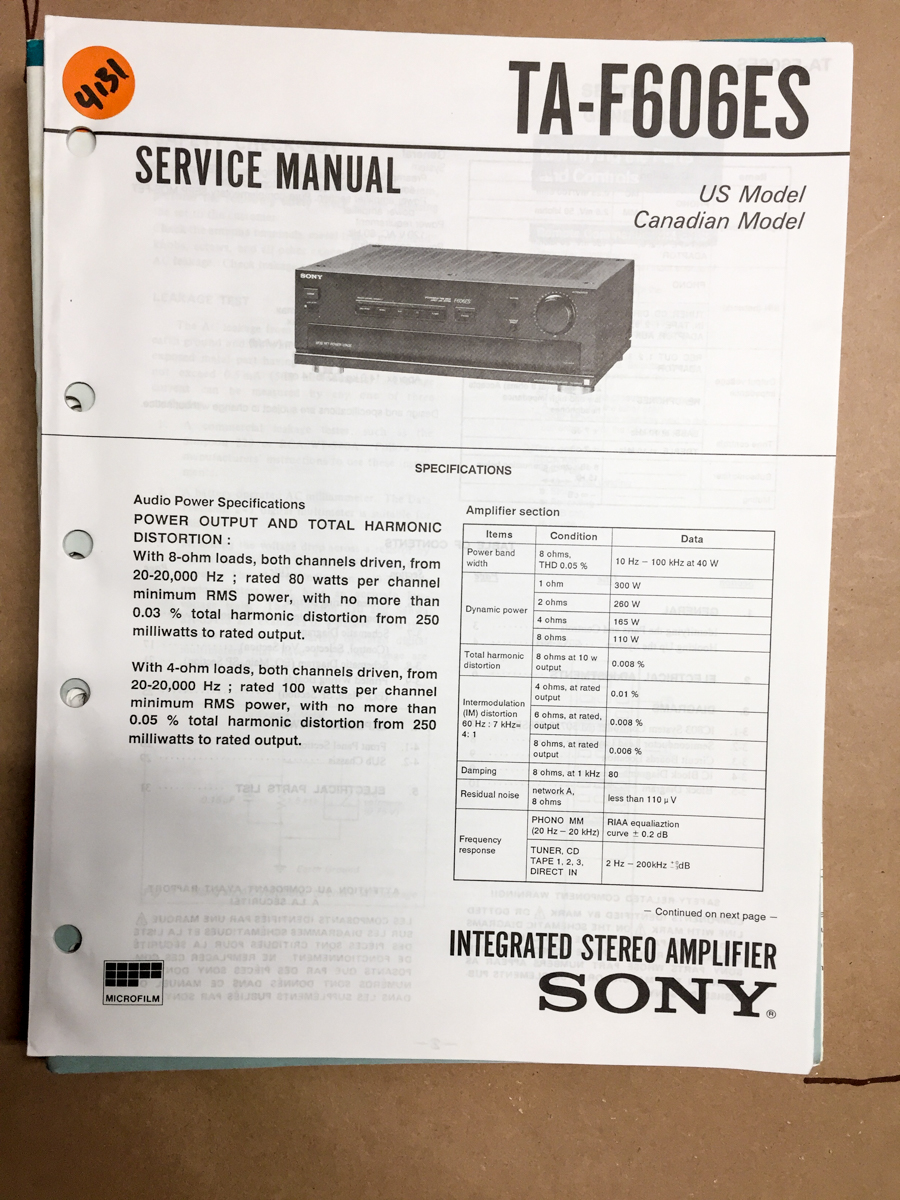 4131
TA-F606ES
SERVICE MANUAL
US Model
Canadian Model
SONY
SPECIFICATIONS
Audio Power Specifications
POWER OUTPUT AND TOTAL HARMONIC
DISTORTION :
With 8-ohm loads, both channels driven, from
20-20,000 Hz ; rated 80 watts per channel
minimum RMS power, with no more than
0.03 % total harmonic distortion from 250
milliwatts to rated output.
With 4-ohm loads, both channels driven, from
20-20,000 Hz ; rated 100 watts per channel
minimum RMS power, with no more than
0.05 % total harmonic distortion from 250
milliwatts to rated output.
Amplifier section
Items Condition Data
Power band width 8 ohms, THD 0.05 % 10 Hz – 100 kHz at 40 W
Dynamic power 1 ohm 300 W
2 ohms 260 W
4 ohms 165 W
8 ohms 110 W
Total harmonic distortion 8 ohms at 10 w output 0.008 %
Intermodulation (IM) distortion 60 Hz : 7 kHz= 4: 1 4 ohms, at rated output 0.01 %
6 ohms, at rated, output 0.008 %
8 ohms, at rated output 0.006 %
Damping 8 ohms, at 1 kHz 80
Residual noise network A, 8 ohms less than 110 μV
Frequency response PHONO MM (20 Hz – 20 kHz) RIAA equaliaztion curve ± 0.2 dB
TUNER, CD TAPE 1, 2, 3, DIRECT IN 2 Hz – 200kHz dB
– Continued on next page –
INTEGRATED STEREO AMPLIFIER
SONY®
MICROFILM